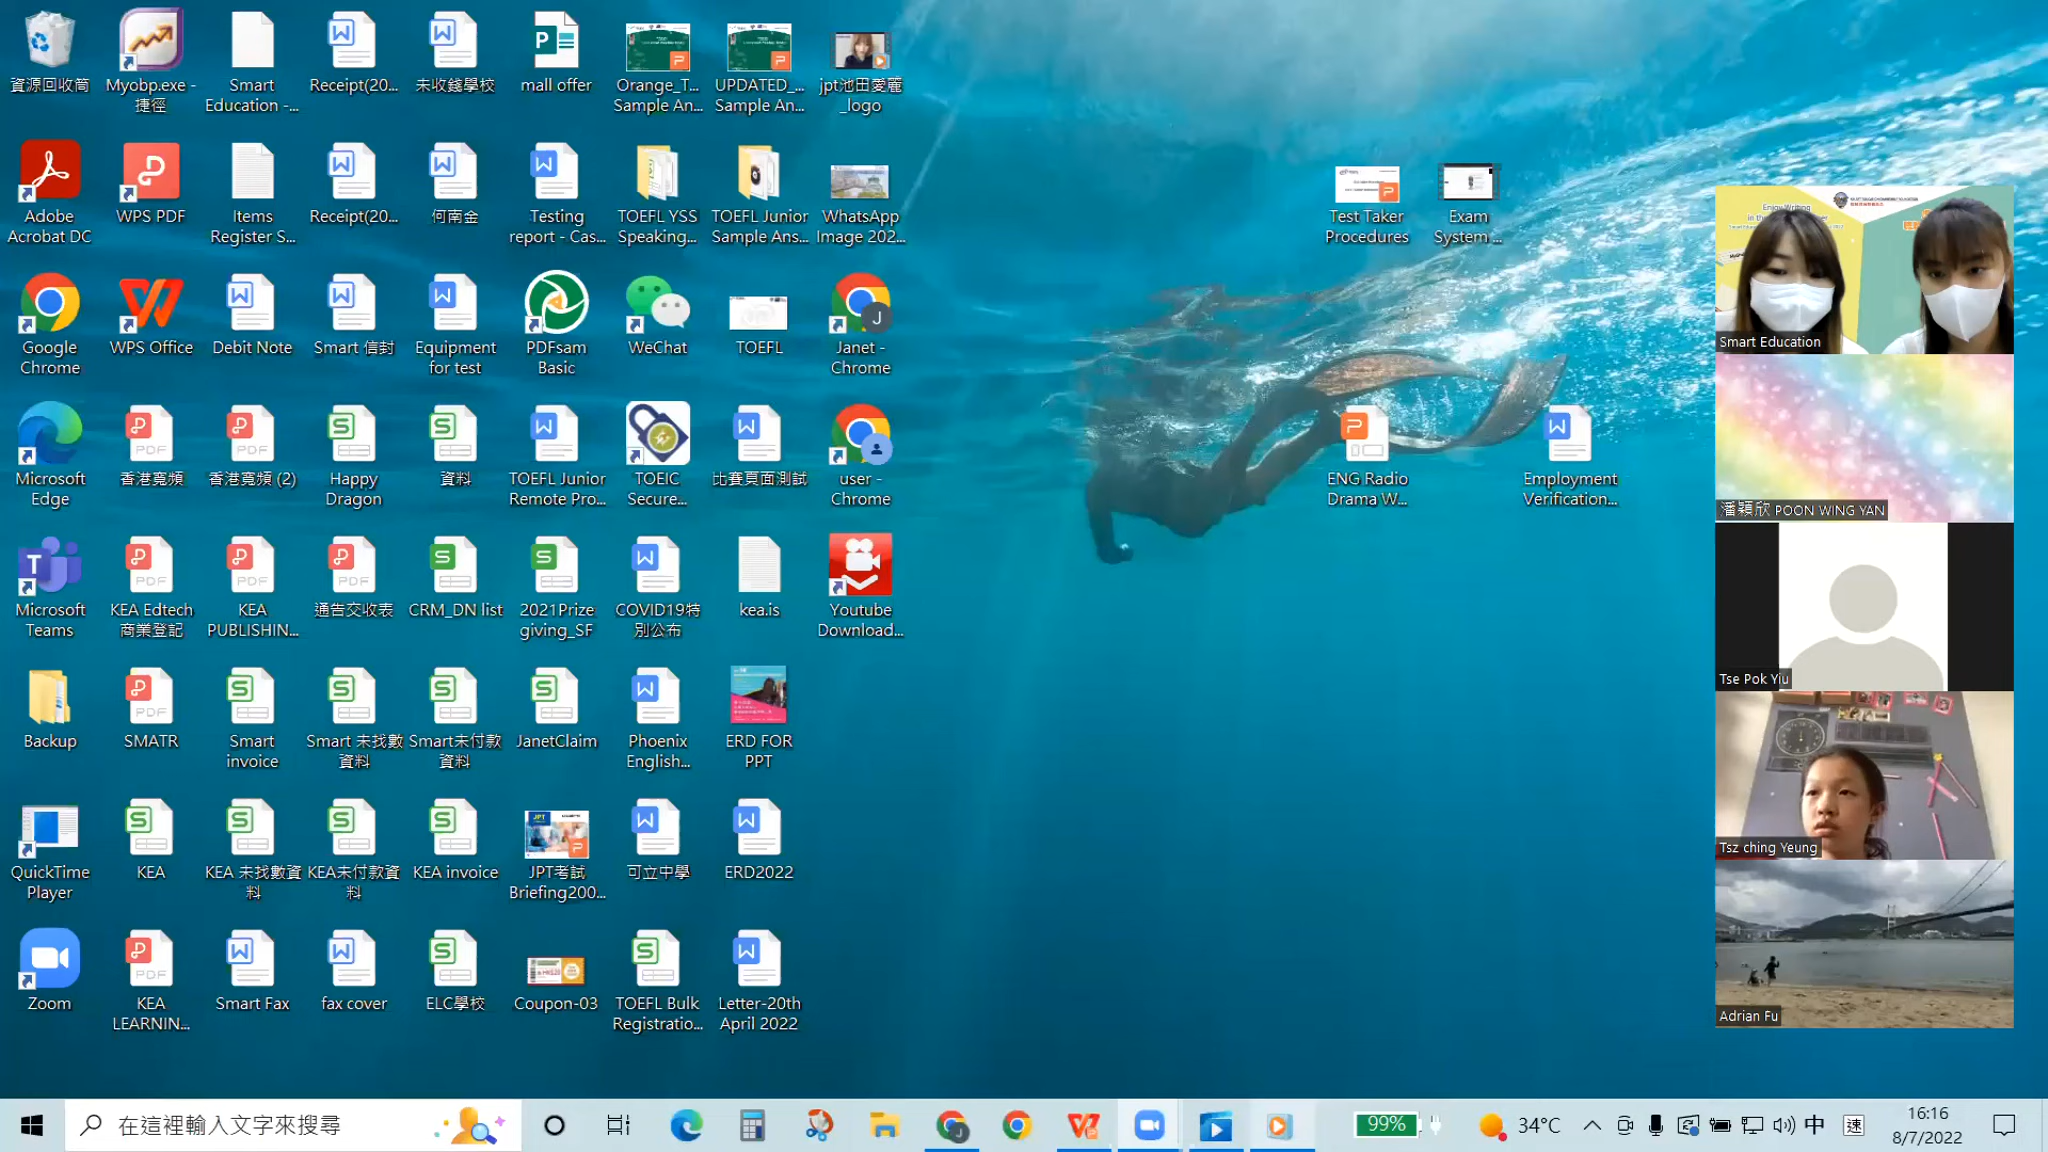 資源回收筒
Myobp.exe -
捷徑
Smart
Education -...
Receipt(20...
未收錢學校
mall offer
Orange_T...
Sample An...
UPDATED_...
Sample An...
jpt池田愛麗
_logo
Adobe
Acrobat DC
WPS PDF
Items
Register S...
Receipt(20...
何南金
Testing
report - Cas...
TOEFL YSS
Speaking...
TOEFL Junior
Sample Ans...
WhatsApp
Image 202...
Test Taker
Procedures
Exam
System ...
Google
Chrome
WPS Office
Debit Note
Smart 信封
Equipment
for test
PDFsam
Basic
WeChat
TOEFL
Janet -
Chrome
Smart Education
Microsoft
Edge
香港寬頻
香港寬頻 (2)
Happy
Dragon
資料
TOEFL Junior
Remote Pro...
TOEIC
Secure...
比賽頁面測試
user -
Chrome
ENG Radio
Drama W...
Employment
Verification...
潘穎欣 POON WING YAN
Microsoft
Teams
KEA Edtech
商業登記
KEA
PUBLISHIN...
通告交收表
CRM_DN list
2021Prize
giving_SF
COVID19特
別公布
kea.is
Youtube
Download...
Tse Pok Yiu
Backup
SMATR
Smart
invoice
Smart 未找數
資料
Smart未付款
資料
JanetClaim
Phoenix
English...
ERD FOR
PPT
Tsz ching Yeung
QuickTime
Player
KEA
KEA 未找數資
料
KEA未付款資
料
KEA invoice
JPT考試
Briefing200...
可立中學
ERD2022
Zoom
KEA
LEARNIN...
Smart Fax
fax cover
ELC學校
Coupon-03
TOEFL Bulk
Registratio...
Letter-20th
April 2022
Adrian Fu
在這裡輸入文字來搜尋
99%
34°C
中
速
16:16
8/7/2022